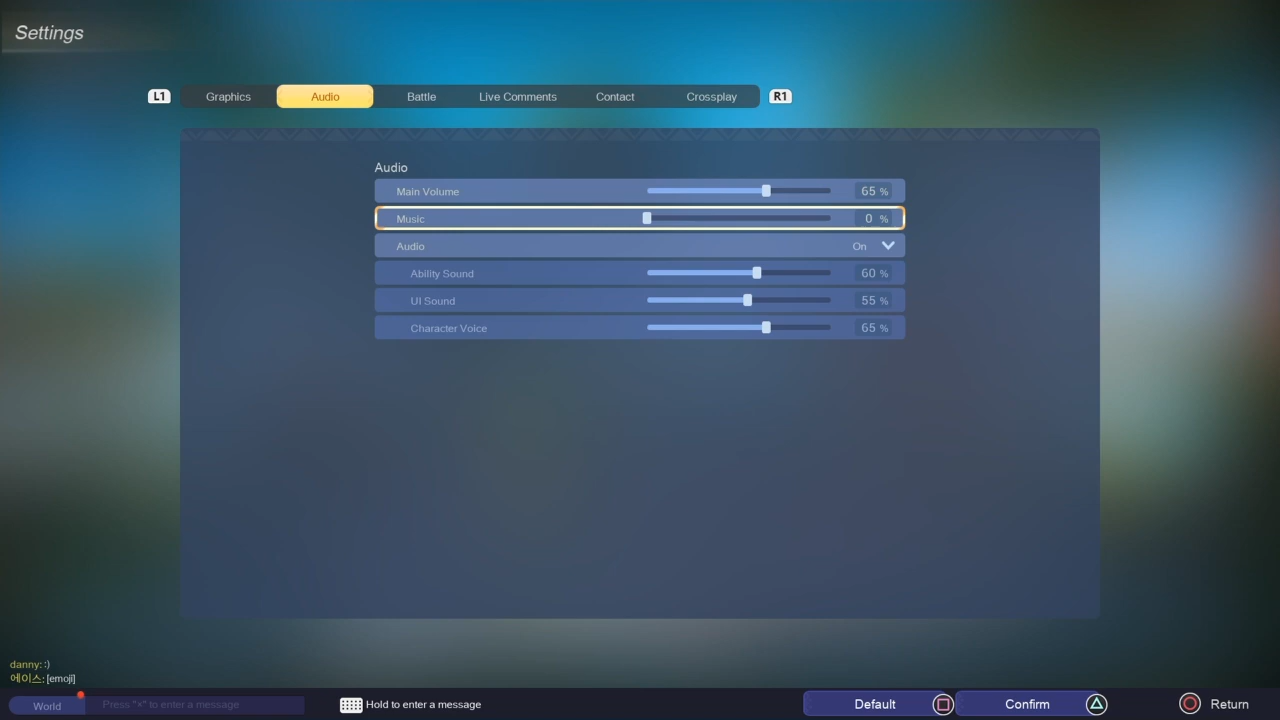 Settings
L1 Graphics Audio Battle Live Comments Contact Crossplay R1
Audio
Main Volume 65 %
Music 0 %
Audio On
Ability Sound 60 %
UI Sound 55 %
Character Voice 65 %
danny: :)
에이스: [emoji]
World Press "×" to enter a message Hold to enter a message Default Confirm Return